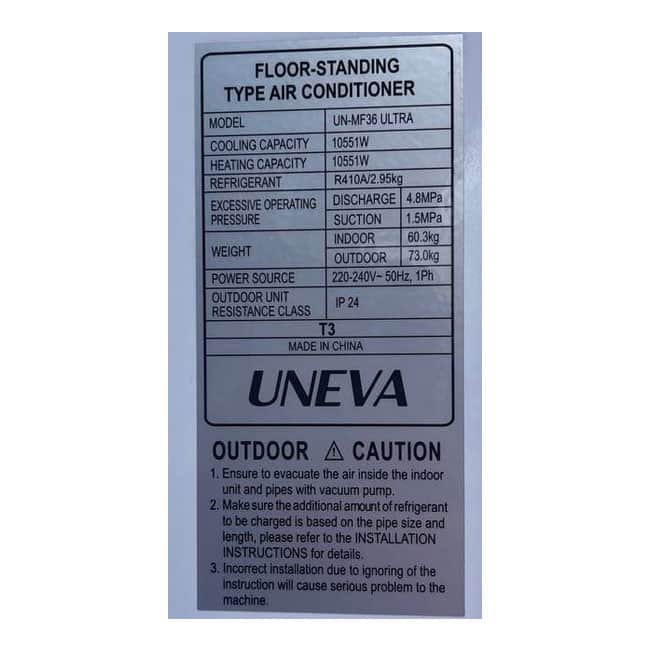 FLOOR-STANDING
TYPE AIR CONDITIONER
MODEL UN-MF36 ULTRA
COOLING CAPACITY 10551W
HEATING CAPACITY 10551W
REFRIGERANT R410A/2.95kg
EXCESSIVE OPERATING PRESSURE DISCHARGE 4.8MPa
SUCTION 1.5MPa
WEIGHT INDOOR 60.3kg
OUTDOOR 73.0kg
POWER SOURCE 220-240V~ 50Hz, 1Ph
OUTDOOR UNIT
RESISTANCE CLASS IP 24
T3
MADE IN CHINA
UNEVA
OUTDOOR ⚠ CAUTION
1. Ensure to evacuate the air inside the indoor
unit and pipes with vacuum pump.
2. Make sure the additional amount of refrigerant
to be charged is based on the pipe size and
length, please refer to the INSTALLATION
INSTRUCTIONS for details.
3. Incorrect installation due to ignoring of the
instruction will cause serious problem to the
machine.